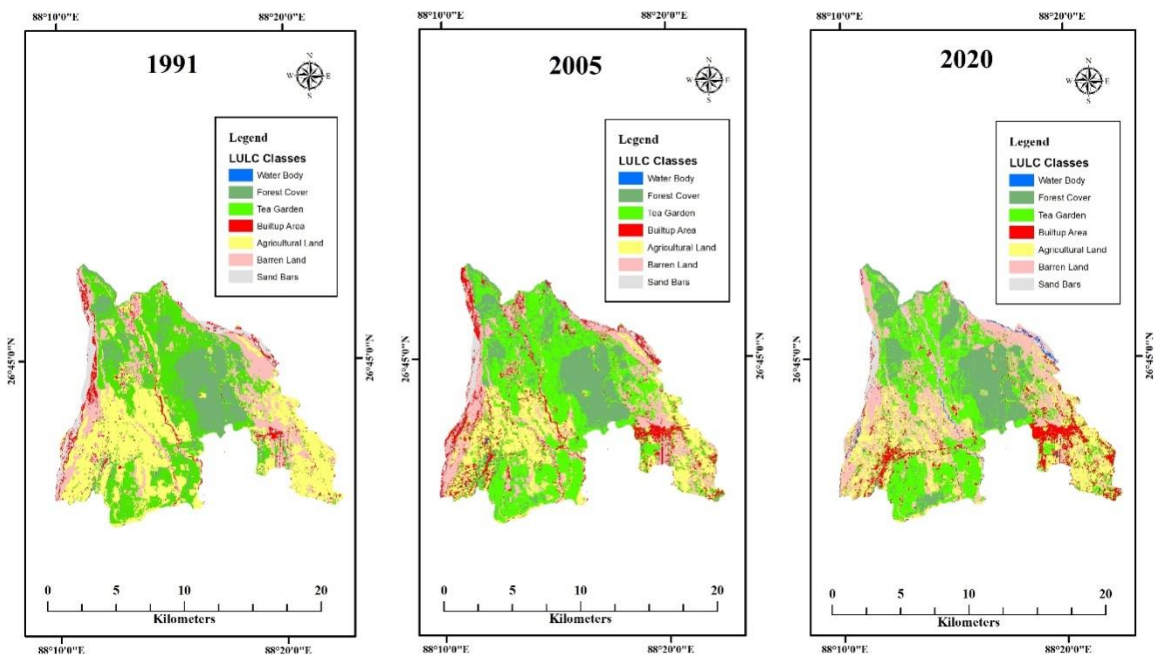 88°10'0"E 88°20'0"E
1991
N
W E
S
Legend
LULC Classes
Water Body
Forest Cover
Tea Garden
Builtup Area
Agricultural Land
Barren Land
Sand Bars
26°45'0"N 26°45'0"N
0 5 10 20
Kilometers
88°10'0"E 88°20'0"E
88°10'0"E 88°20'0"E
2005
N
W E
S
Legend
LULC Classes
Water Body
Forest Cover
Tea Garden
Builtup Area
Agricultural Land
Barren Land
Sand Bars
26°45'0"N 26°45'0"N
0 5 10 20
Kilometers
88°10'0"E 88°20'0"E
88°10'0"E 88°20'0"E
2020
N
W E
S
Legend
LULC Classes
Water Body
Forest Cover
Tea Garden
Builtup Area
Agricultural Land
Barren Land
Sand Bars
26°45'0"N 26°45'0"N
0 5 10 20
Kilometers
88°10'0"E 88°20'0"E